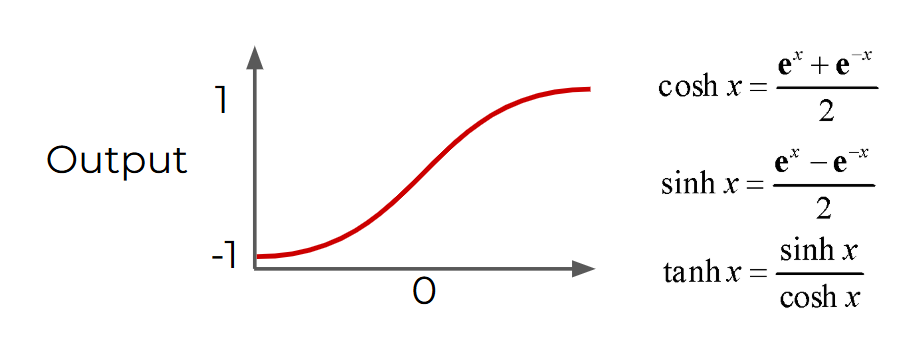 1
Output
-1
0
cosh x = (e^x + e^-x) / 2
sinh x = (e^x - e^-x) / 2
tanh x = sinh x / cosh x